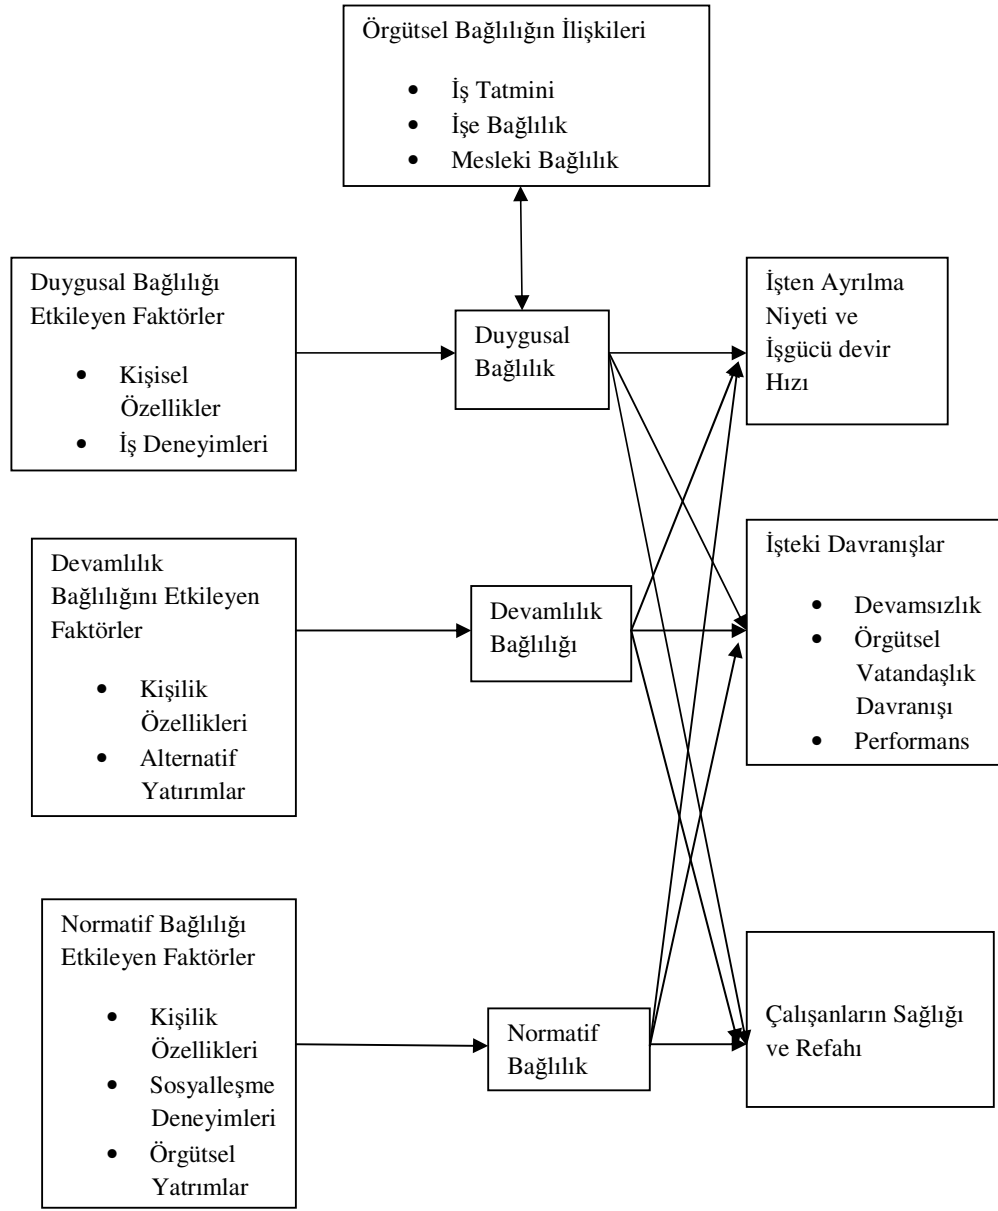 Örgütsel Bağlılığın İlişkileri
• İş Tatmini
• İşe Bağlılık
• Mesleki Bağlılık
Duygusal Bağlılığı
Etkileyen Faktörler
• Kişisel
Özellikler
• İş Deneyimleri
Duygusal
Bağlılık
İşten Ayrılma
Niyeti ve
İşgücü devir
Hızı
Devamlılık
Bağlılığını Etkileyen
Faktörler
• Kişilik
Özellikleri
• Alternatif
Yatırımlar
Devamlılık
Bağlılığı
İşteki Davranışlar
• Devamsızlık
• Örgütsel
Vatandaşlık
Davranışı
• Performans
Normatif Bağlılığı
Etkileyen Faktörler
• Kişilik
Özellikleri
• Sosyalleşme
Deneyimleri
• Örgütsel
Yatrımlar
Normatif
Bağlılık
Çalışanların Sağlığı
ve Refahı